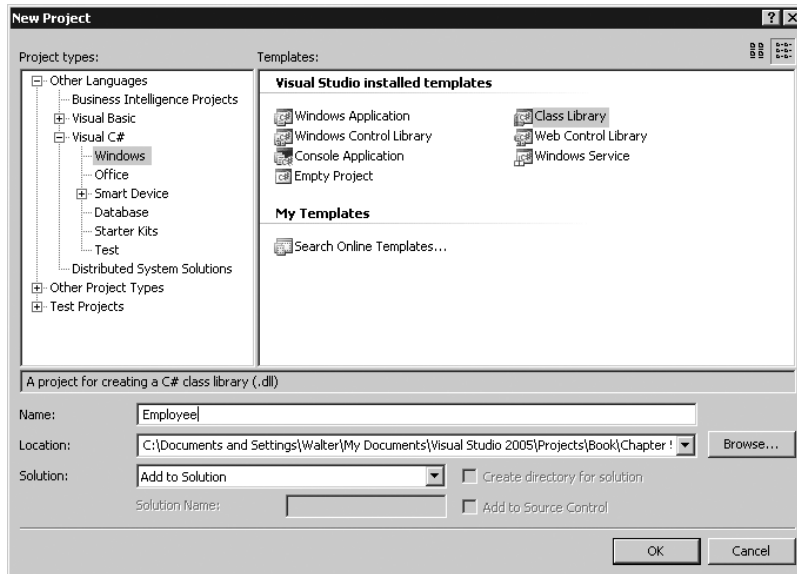 New Project
Project types:
Templates:
Other Languages
Business Intelligence Projects
Visual Basic
Visual C#
Windows
Office
Smart Device
Database
Starter Kits
Test
Distributed System Solutions
Other Project Types
Test Projects
Visual Studio installed templates
Windows Application
Class Library
Windows Control Library
Web Control Library
Console Application
Windows Service
Empty Project
My Templates
Search Online Templates...
A project for creating a C# class library (.dll)
Name:
Employee
Location:
C:\Documents and Settings\Walter\My Documents\Visual Studio 2005\Projects\Book\Chapter
Browse...
Solution:
Add to Solution
Create directory for solution
Solution Name:
Add to Source Control
OK
Cancel